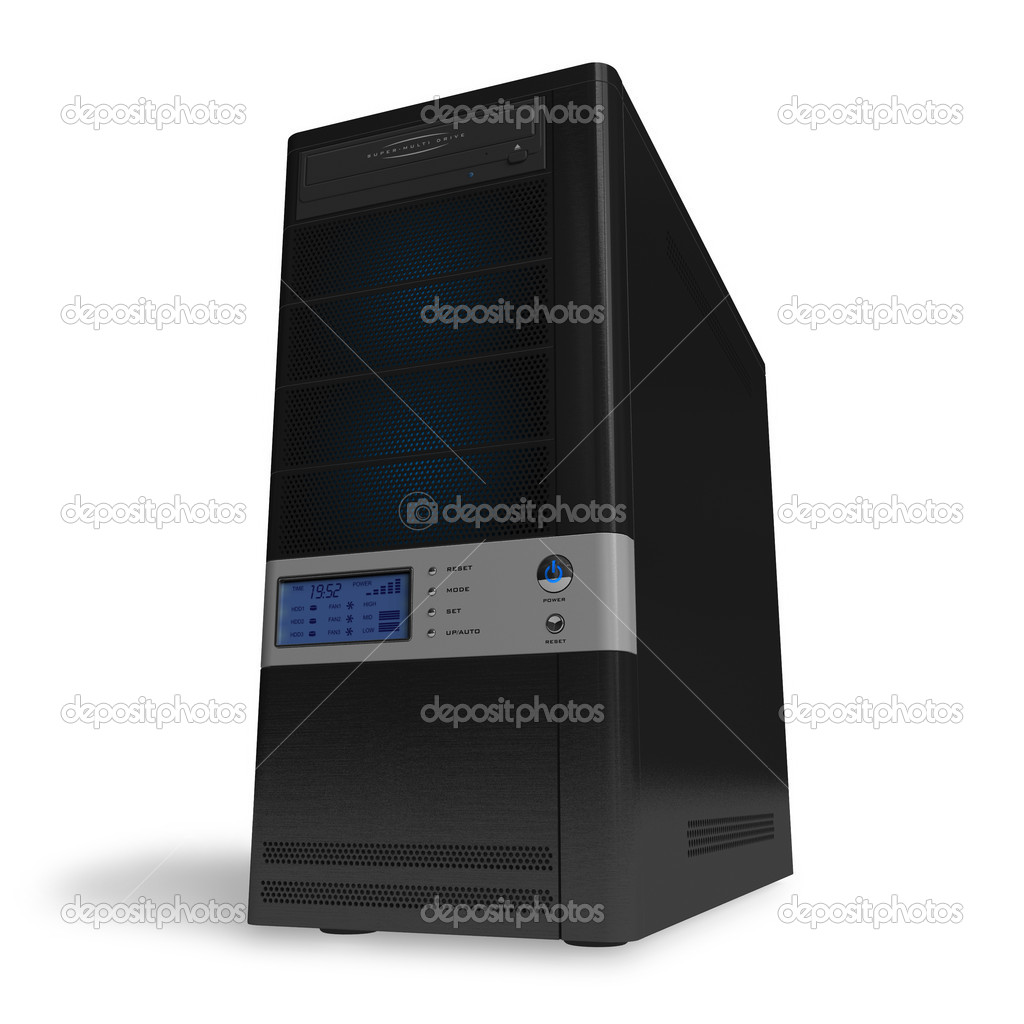 depositphotos depositphotos depositphotos
SUPER-MULTI DRIVE
depositphotos depositphotos depositphotos
depositphotos depositphotos depositphotos
RESET
MODE
SET
UP/AUTO
POWER
RESET
TIME 19:52 POWER
HDD1 FAN1 HIGH
HDD2 FAN2 MID
HDD3 FAN3 LOW
depositphotos depositphotos depositphotos
depositphotos depositphotos depositphotos